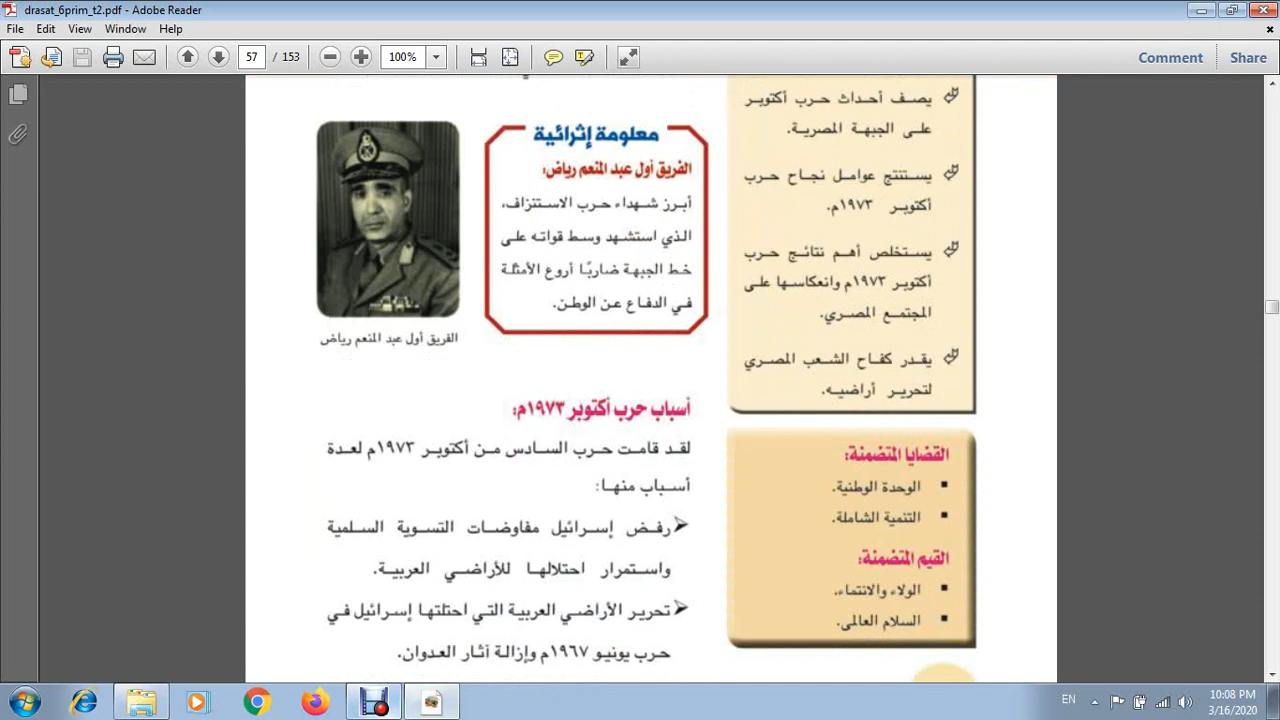 drasat_6prim_t2.pdf - Adobe Reader
File Edit View Window Help
57 / 153 100% Comment Share
يصف أحداث حرب أكتوبر
على الجبهة المصرية.
يستنتج عوامل نجاح حرب
أكتوبر ١٩٧٣م.
يستخلص أهم نتائج حرب
أكتوبر ١٩٧٣م وانعكاسها على
المجتمع المصري.
يقدر كفاح الشعب المصري
لتحرير أراضيه.
القضايا المتضمنة:
الوحدة الوطنية.
التنمية الشاملة.
القيم المتضمنة:
الولاء والانتماء.
السلام العالمى.
معلومة إثرائية
الفريق أول عبد المنعم رياض:
أبرز شهداء حرب الاستنزاف،
الذي استشهد وسط قواته على
خط الجبهة ضاربًا أروع الأمثلة
في الدفاع عن الوطن.
الفريق أول عبد المنعم رياض
أسباب حرب أكتوبر ١٩٧٣م:
لقد قامت حرب السادس من أكتوبر ١٩٧٣م لعدة
أسباب منها:
رفض إسرائيل مفاوضات التسوية السلمية
واستمرار احتلالها للأراضي العربية.
تحرير الأراضي العربية التي احتلتها إسرائيل في
حرب يونيو ١٩٦٧م وإزالة آثار العدوان.
EN
10:08 PM
3/16/2020